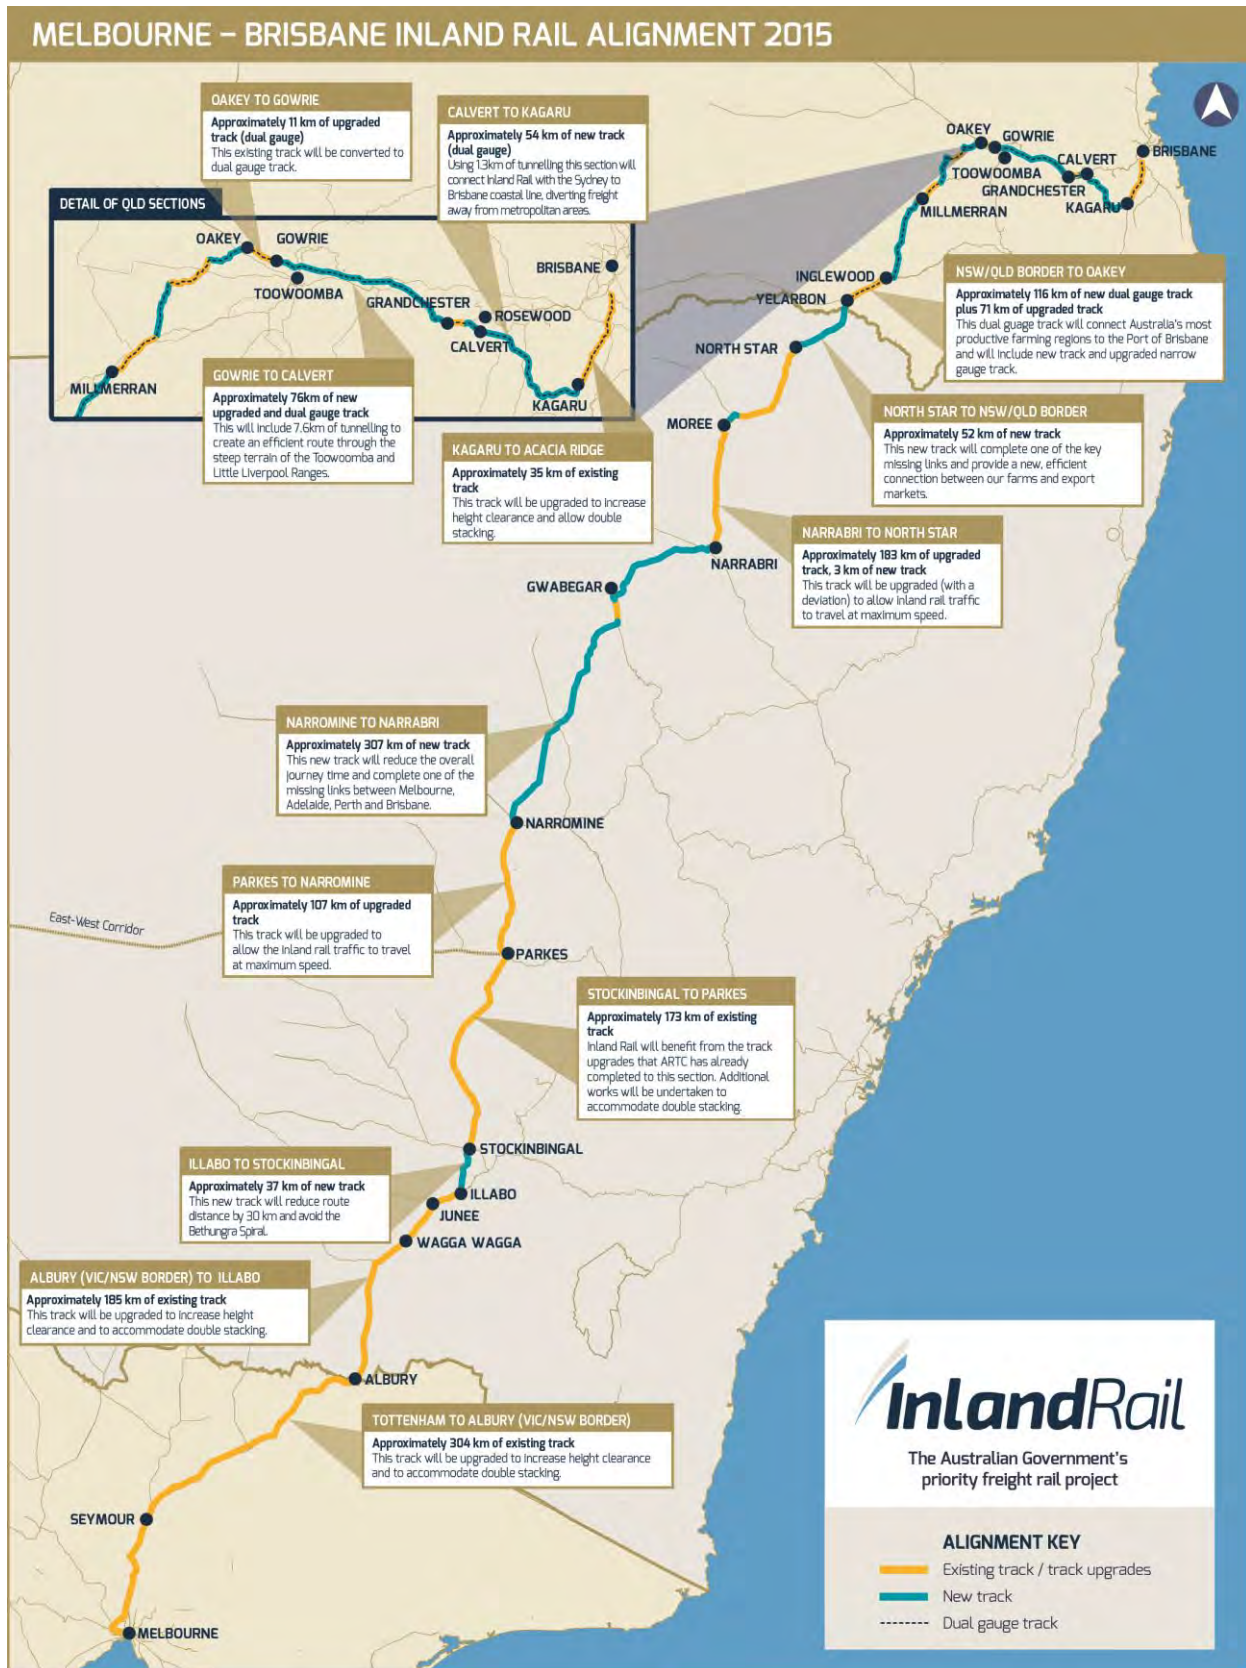 MELBOURNE – BRISBANE INLAND RAIL ALIGNMENT 2015
OAKEY TO GOWRIE
Approximately 11 km of upgraded
track (dual gauge)
This existing track will be converted to
dual gauge track.
CALVERT TO KAGARU
Approximately 54 km of new track
(dual gauge)
Using 1.3km of tunnelling this section will
connect Inland Rail with the Sydney to
Brisbane coastal line, diverting freight
away from metropolitan areas.
DETAIL OF QLD SECTIONS
OAKEY
GOWRIE
TOOWOOMBA
BRISBANE
GRANDCHESTER
ROSEWOOD
CALVERT
MILLMERRAN
KAGARU
GOWRIE TO CALVERT
Approximately 76km of new
upgraded and dual gauge track
This will include 7.6km of tunnelling to
create an efficient route through the
steep terrain of the Toowoomba and
Little Liverpool Ranges.
KAGARU TO ACACIA RIDGE
Approximately 35 km of existing
track
This track will be upgraded to increase
height clearance and allow double
stacking.
OAKEY
GOWRIE
BRISBANE
TOOWOOMBA
CALVERT
GRANDCHESTER
KAGARU
MILLMERRAN
INGLEWOOD
YELARBON
NSW/QLD BORDER TO OAKEY
Approximately 116 km of new dual gauge track
plus 71 km of upgraded track
This dual guage track will connect Australia's most
productive farming regions to the Port of Brisbane
and will include new track and upgraded narrow
gauge track.
NORTH STAR
NORTH STAR TO NSW/QLD BORDER
Approximately 52 km of new track
This new track will complete one of the key
missing links and provide a new, efficient
connection between our farms and export
markets.
MOREE
NARRABRI TO NORTH STAR
Approximately 183 km of upgraded
track, 3 km of new track
This track will be upgraded (with a
deviation) to allow inland rail traffic
to travel at maximum speed.
NARRABRI
GWABEGAR
NARROMINE TO NARRABRI
Approximately 307 km of new track
This new track will reduce the overall
journey time and complete one of the
missing links between Melbourne,
Adelaide, Perth and Brisbane.
NARROMINE
PARKES TO NARROMINE
Approximately 107 km of upgraded
track
This track will be upgraded to
allow the inland rail traffic to travel
at maximum speed.
East-West Corridor
PARKES
STOCKINBINGAL TO PARKES
Approximately 173 km of existing
track
Inland Rail will benefit from the track
upgrades that ARTC has already
completed to this section. Additional
works will be undertaken to
accommodate double stacking.
STOCKINBINGAL
ILLABO TO STOCKINBINGAL
Approximately 37 km of new track
This new track will reduce route
distance by 30 km and avoid the
Bethungra Spiral.
ILLABO
JUNEE
WAGGA WAGGA
ALBURY (VIC/NSW BORDER) TO ILLABO
Approximately 185 km of existing track
This track will be upgraded to increase height
clearance and to accommodate double stacking.
ALBURY
TOTTENHAM TO ALBURY (VIC/NSW BORDER)
Approximately 304 km of existing track
This track will be upgraded to increase height clearance
and to accommodate double stacking.
SEYMOUR
MELBOURNE
InlandRail
The Australian Government's
priority freight rail project
ALIGNMENT KEY
Existing track / track upgrades
New track
Dual gauge track